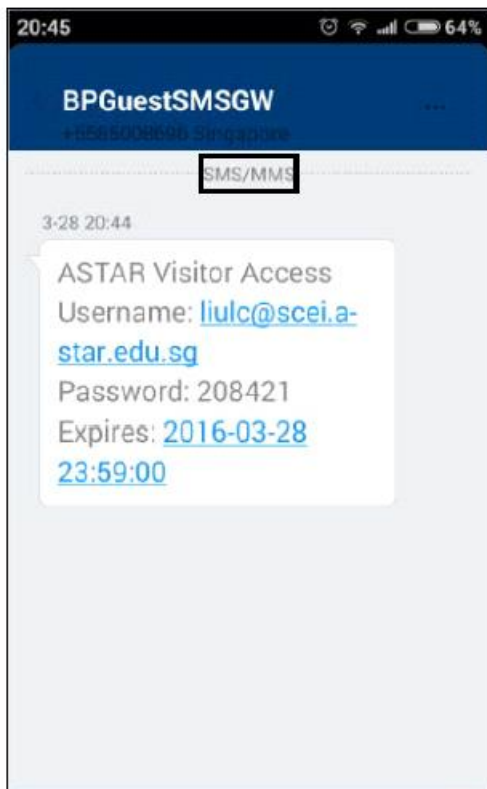 20:45
64%
BPGuestSMSGW
...
Singapore
SMS/MMS
3-28 20:44
ASTAR Visitor Access
Username: liulc@scei.a-
star.edu.sg
Password: 208421
Expires: 2016-03-28
23:59:00